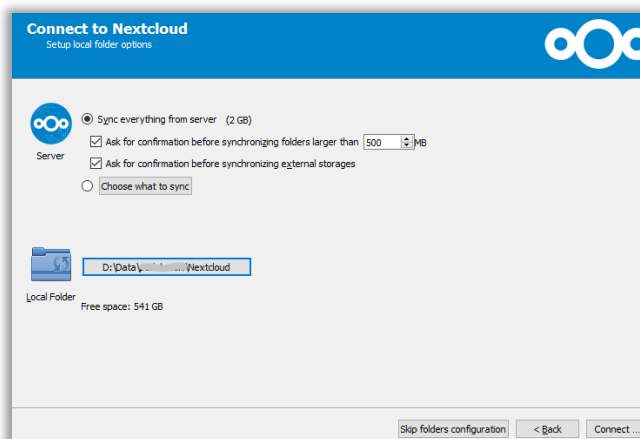 Connect to Nextcloud
Setup local folder options
Server
Sync everything from server (2 GB)
Ask for confirmation before synchronizing folders larger than 500 MB
Ask for confirmation before synchronizing external storages
Choose what to sync
Local Folder
D:\Data\ \Nextcloud
Free space: 541 GB
Skip folders configuration < Back Connect ...